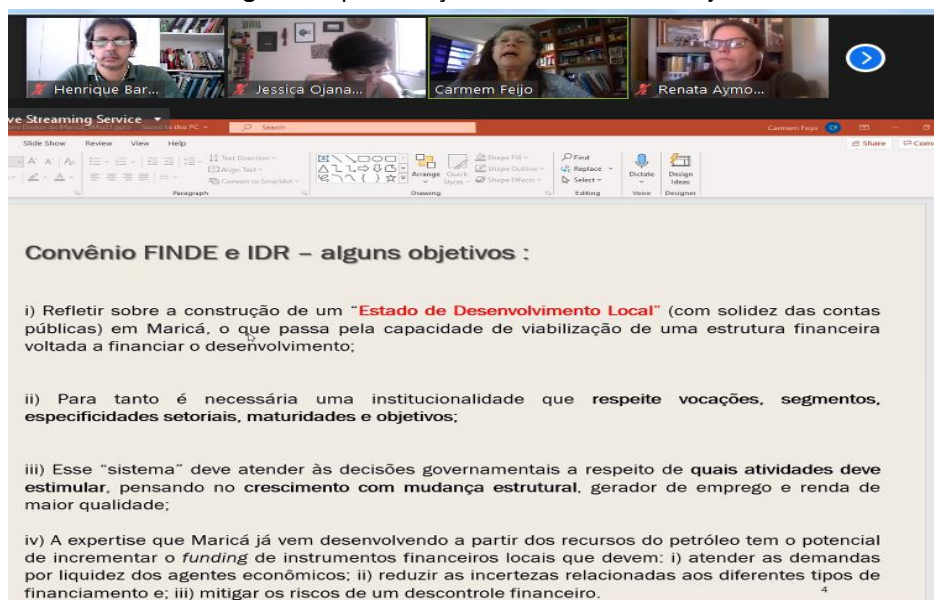 Henrique Bar...
Jessica Ojana...
Carmem Feijo
Renata Aymo...
ve Streaming Service
Saved to this PC
Search
Carmem Feijo
CF
Slide Show Review View Help
Share
Com
Text Direction
Align Text
Convert to SmartArt
Paragraph
Arrange
Quick
Styles
Shape Fill
Shape Outline
Shape Effects
Drawing
Find
Replace
Select
Editing
Dictate
Voice
Design
Ideas
Designer
Convênio FINDE e IDR – alguns objetivos :
i) Refletir sobre a construção de um “Estado de Desenvolvimento Local” (com solidez das contas
públicas) em Maricá, o que passa pela capacidade de viabilização de uma estrutura financeira
voltada a financiar o desenvolvimento;
ii) Para tanto é necessária uma institucionalidade que respeite vocações, segmentos,
especificidades setoriais, maturidades e objetivos;
iii) Esse “sistema” deve atender às decisões governamentais a respeito de quais atividades deve
estimular, pensando no crescimento com mudança estrutural, gerador de emprego e renda de
maior qualidade;
iv) A expertise que Maricá já vem desenvolvendo a partir dos recursos do petróleo tem o potencial
de incrementar o funding de instrumentos financeiros locais que devem: i) atender as demandas
por liquidez dos agentes econômicos; ii) reduzir as incertezas relacionadas aos diferentes tipos de
financiamento e; iii) mitigar os riscos de um descontrole financeiro.
4